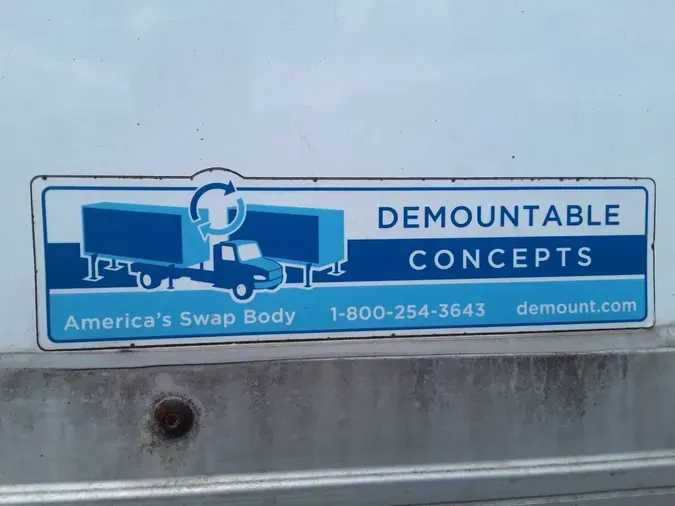 DEMOUNTABLE
CONCEPTS
America's Swap Body 1-800-254-3643 demount.com